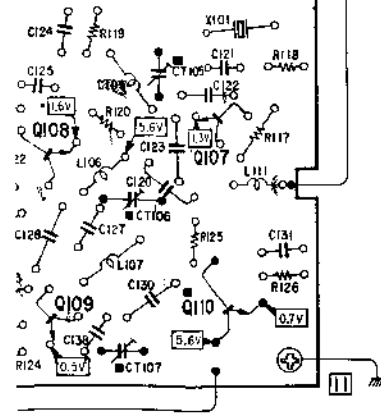 C124
R119
X101
CT105
C121
R118
C125
C122
1.6V
R120
5.6V
Q108
1.3V
R117
C123
Q107
22
L106
L111
C120
CT106
C128
C127
R125
C131
L107
R126
C130
Q109
Q110
0.7V
C138
5.6V
R124
0.5V
CT107
11